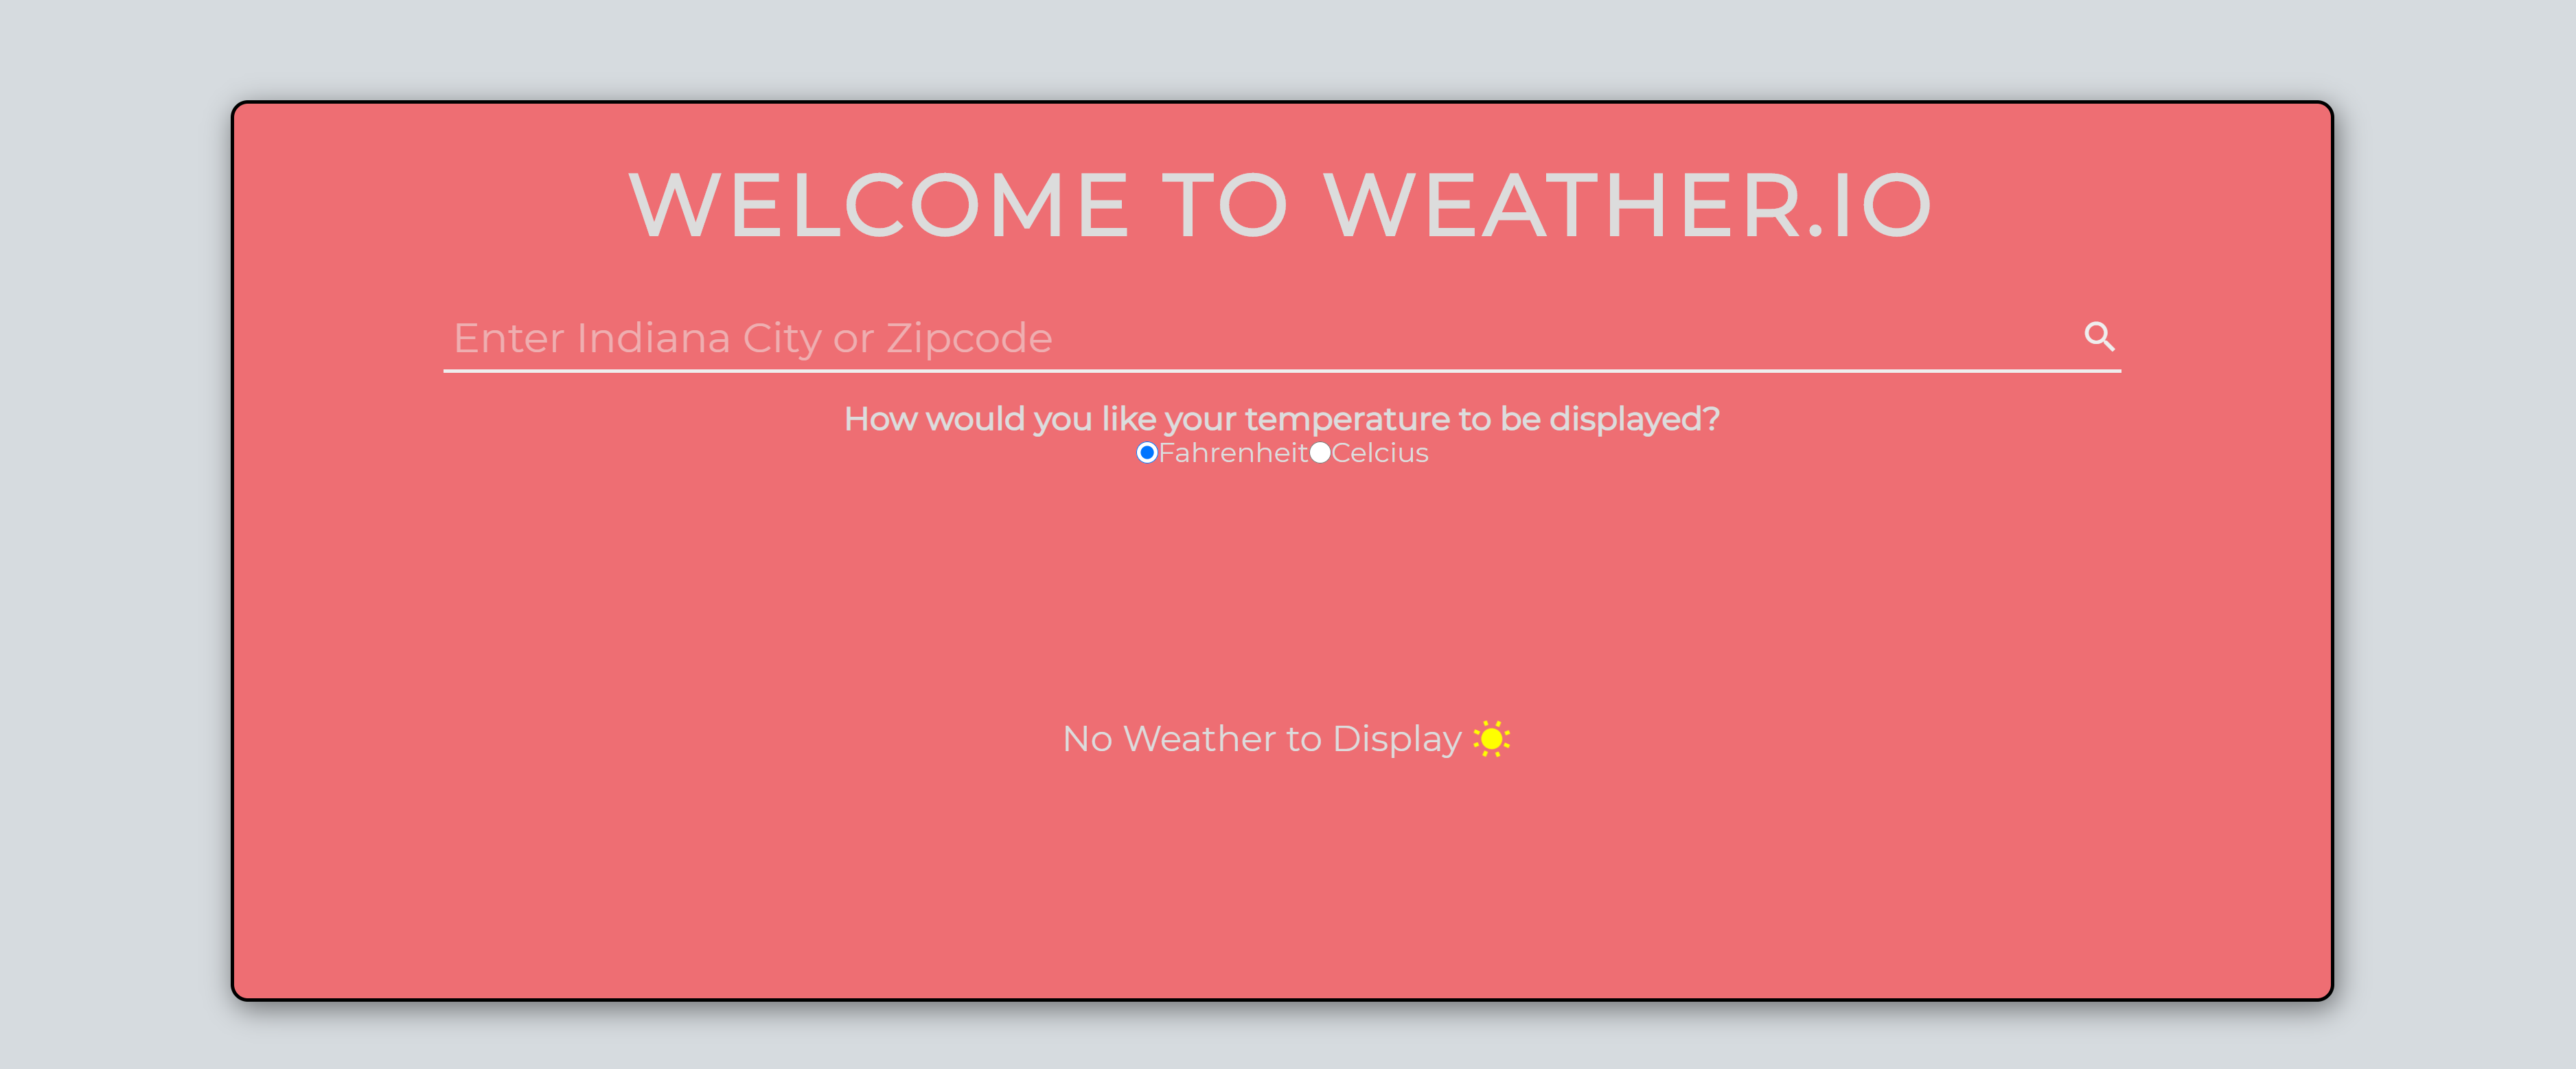 WELCOME TO WEATHER.IO
Enter Indiana City or Zipcode
How would you like your temperature to be displayed?
Fahrenheit Celcius
No Weather to Display